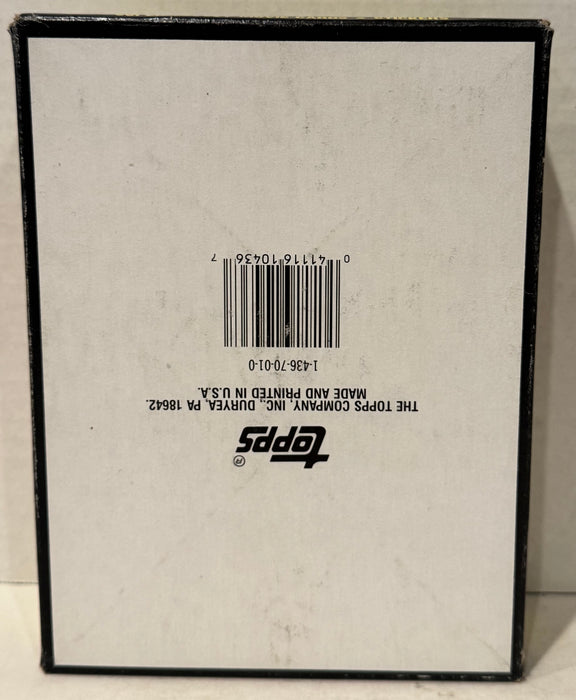 topps®
THE TOPPS COMPANY, INC., DURYEA, PA 18642.
MADE AND PRINTED IN U.S.A.
1-436-70-01-0
0 41116 10436 7